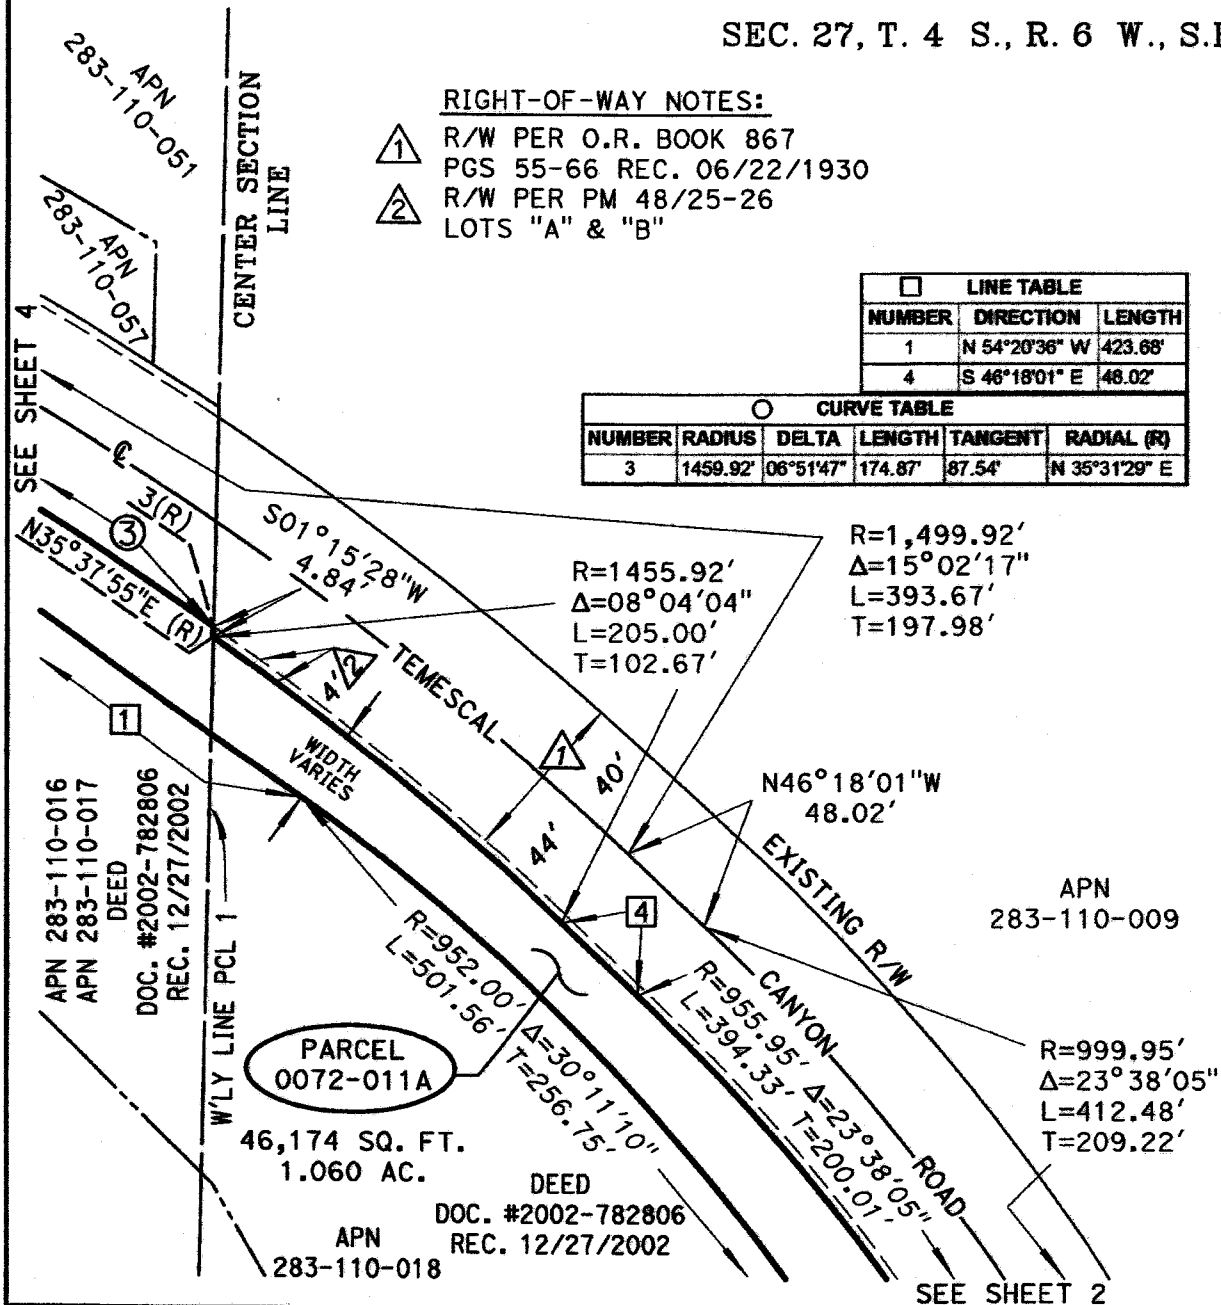 SEC. 27, T. 4 S., R. 6 W., S.
RIGHT-OF-WAY NOTES:
1 R/W PER O.R. BOOK 867
PGS 55-66 REC. 06/22/1930
2 R/W PER PM 48/25-26
LOTS "A" & "B"
APN
283-110-051
APN
283-110-057
CENTER SECTION
LINE
LINE TABLE
NUMBER DIRECTION LENGTH
1 N 54°20'36" W 423.68'
4 S 46°18'01" E 48.02'
CURVE TABLE
NUMBER RADIUS DELTA LENGTH TANGENT RADIAL (R)
3 1459.92' 06°51'47" 174.87' 87.54' N 35°31'29" E
SEE SHEET 4
℄
3(R)
3
N35°37'55"E (R)
S01°15'28"W
4.84'
R=1455.92'
Δ=08°04'04"
L=205.00'
T=102.67'
R=1,499.92'
Δ=15°02'17"
L=393.67'
T=197.98'
4'
2
TEMESCAL
1
WIDTH
VARIES
1
40'
44'
N46°18'01"W
48.02'
EXISTING R/W
APN
283-110-009
APN 283-110-016
APN 283-110-017
DEED
DOC. #2002-782806
REC. 12/27/2002
W'LY LINE PCL 1
4
R=952.00' Δ=30°11'10"
L=501.56' T=256.75'
R=955.95' Δ=23°38'05"
L=394.33' T=200.01'
CANYON
ROAD
PARCEL
0072-011A
46,174 SQ. FT.
1.060 AC.
R=999.95'
Δ=23°38'05"
L=412.48'
T=209.22'
DEED
DOC. #2002-782806
REC. 12/27/2002
APN
283-110-018
SEE SHEET 2